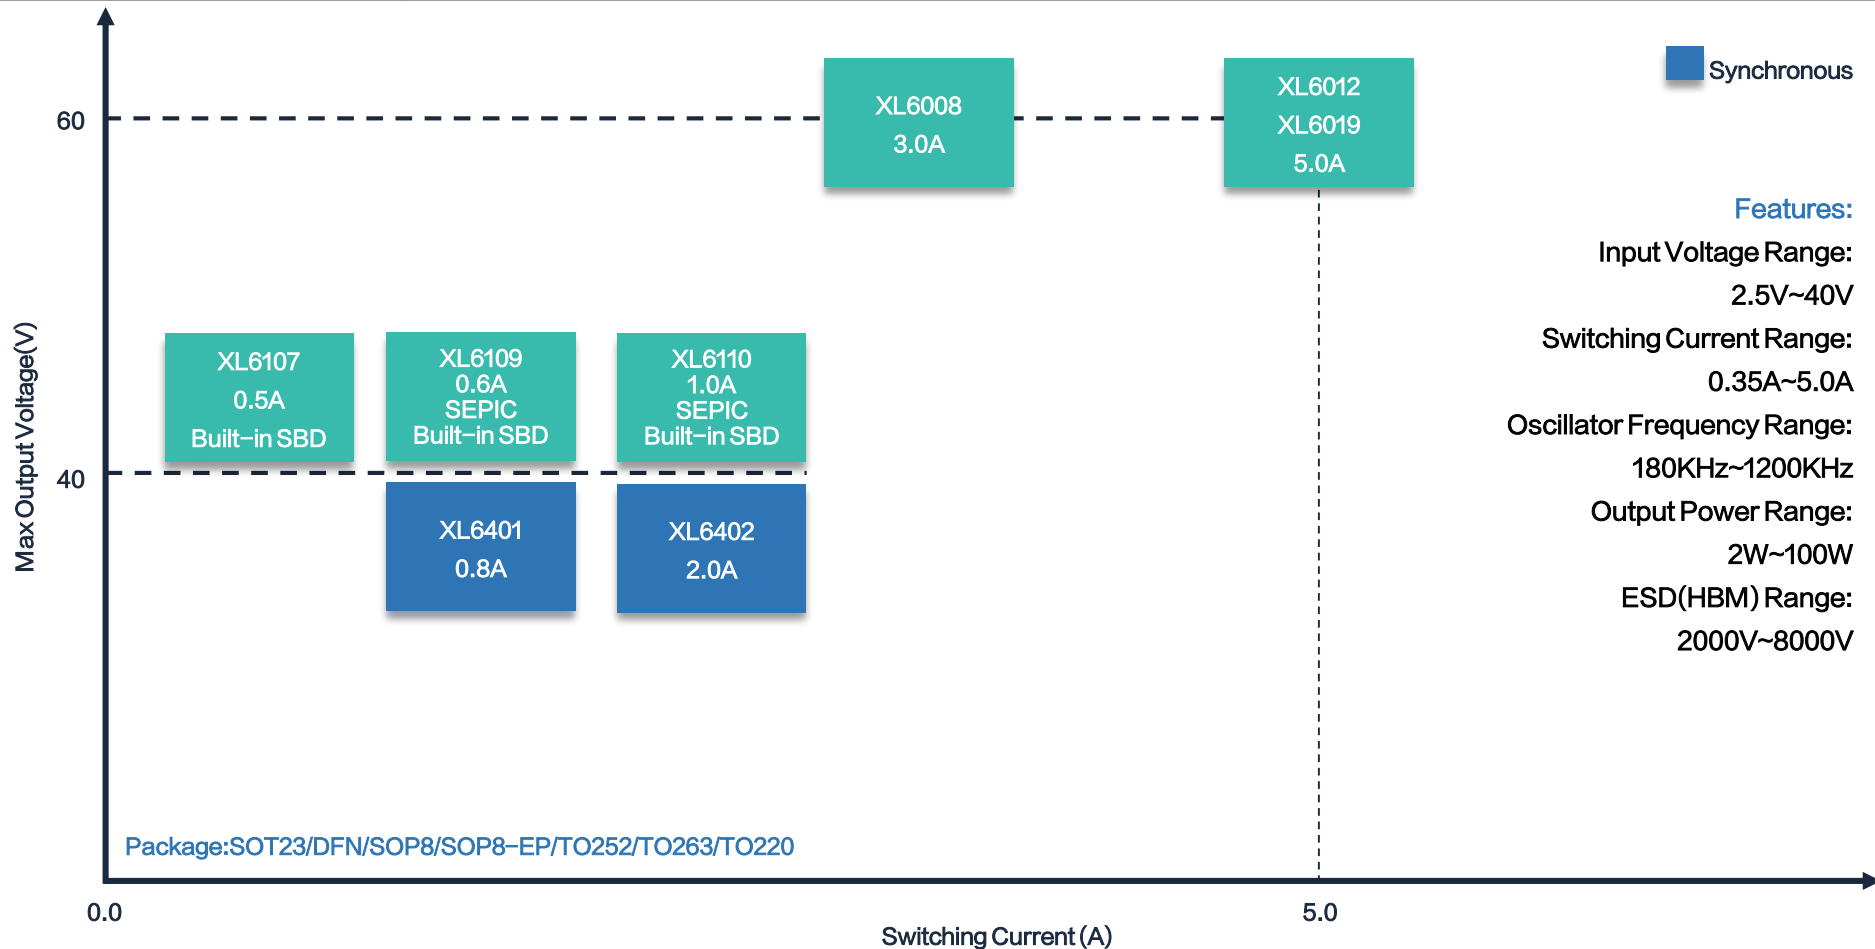 Synchronous
60
XL6008
3.0A
XL6012
XL6019
5.0A
Features:
Input Voltage Range:
2.5V~40V
Switching Current Range:
0.35A~5.0A
Oscillator Frequency Range:
180KHz~1200KHz
Output Power Range:
2W~100W
ESD(HBM) Range:
2000V~8000V
Max Output Voltage(V)
XL6107
0.5A
Built-in SBD
XL6109
0.6A
SEPIC
Built-in SBD
XL6110
1.0A
SEPIC
Built-in SBD
40
XL6401
0.8A
XL6402
2.0A
Package:SOT23/DFN/SOP8/SOP8-EP/TO252/TO263/TO220
0.0
5.0
Switching Current (A)